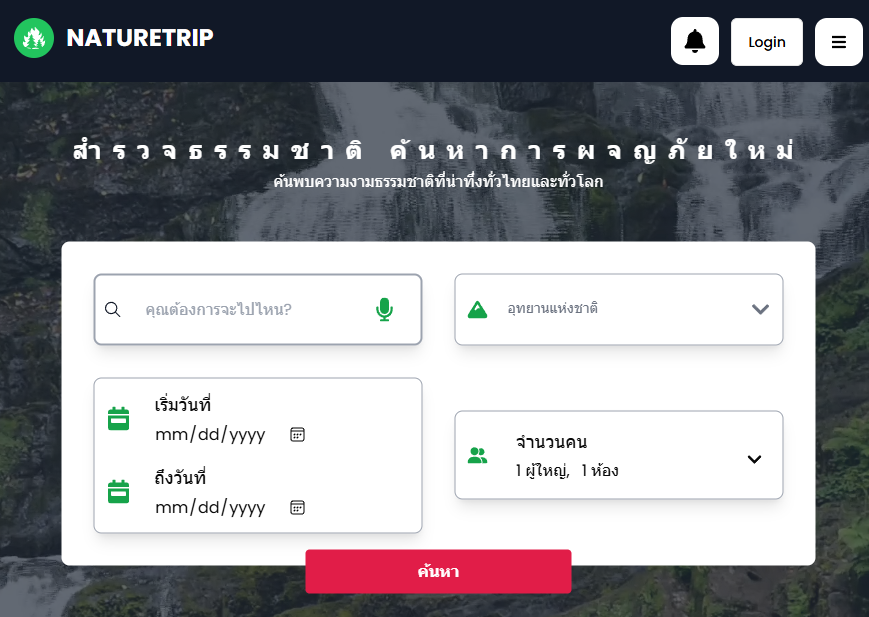 NATURETRIP
Login
สำรวจธรรมชาติ ค้นหาการผจญภัยใหม่
ค้นพบความงามธรรมชาติที่น่าทึ่งทั่วไทยและทั่วโลก
คุณต้องการจะไปไหน?
อุทยานแห่งชาติ
เริ่มวันที่
mm/dd/yyyy
ถึงวันที่
mm/dd/yyyy
จำนวนคน
1 ผู้ใหญ่, 1 ห้อง
ค้นหา